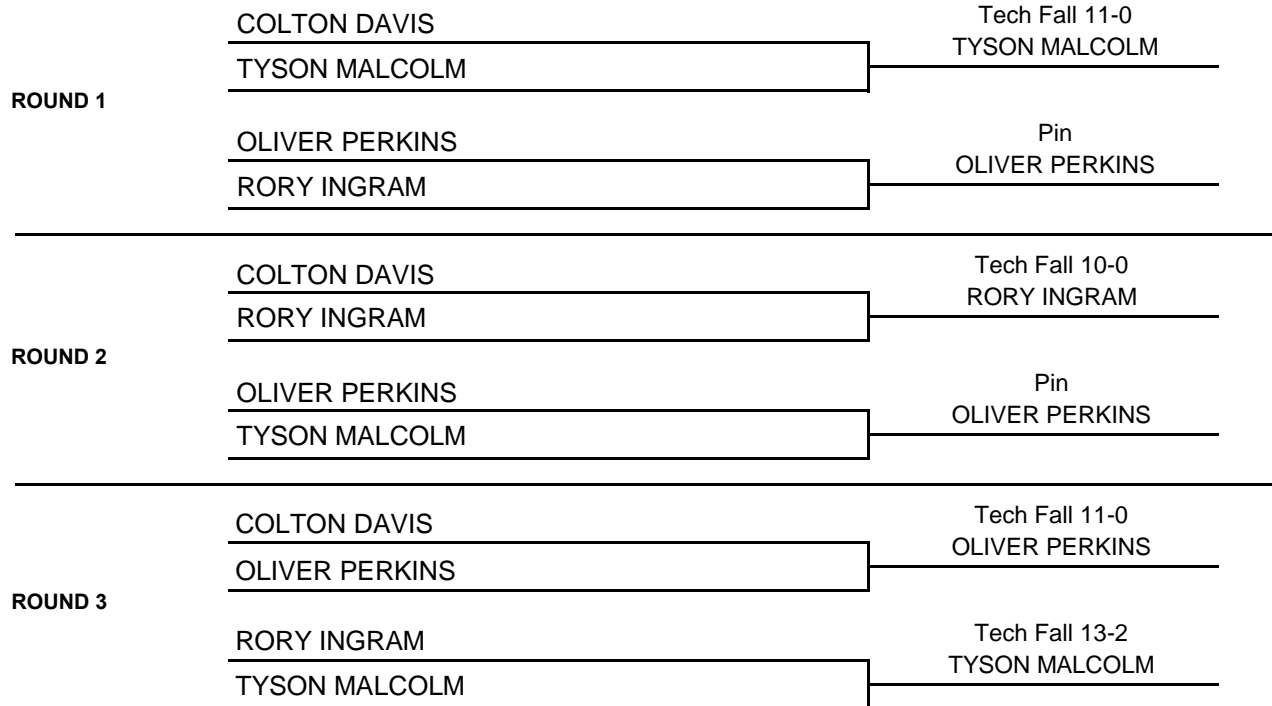 COLTON DAVIS
Tech Fall 11-0
TYSON MALCOLM
TYSON MALCOLM
ROUND 1
OLIVER PERKINS
Pin
OLIVER PERKINS
RORY INGRAM
COLTON DAVIS
Tech Fall 10-0
RORY INGRAM
RORY INGRAM
ROUND 2
OLIVER PERKINS
Pin
OLIVER PERKINS
TYSON MALCOLM
COLTON DAVIS
Tech Fall 11-0
OLIVER PERKINS
OLIVER PERKINS
ROUND 3
RORY INGRAM
Tech Fall 13-2
TYSON MALCOLM
TYSON MALCOLM